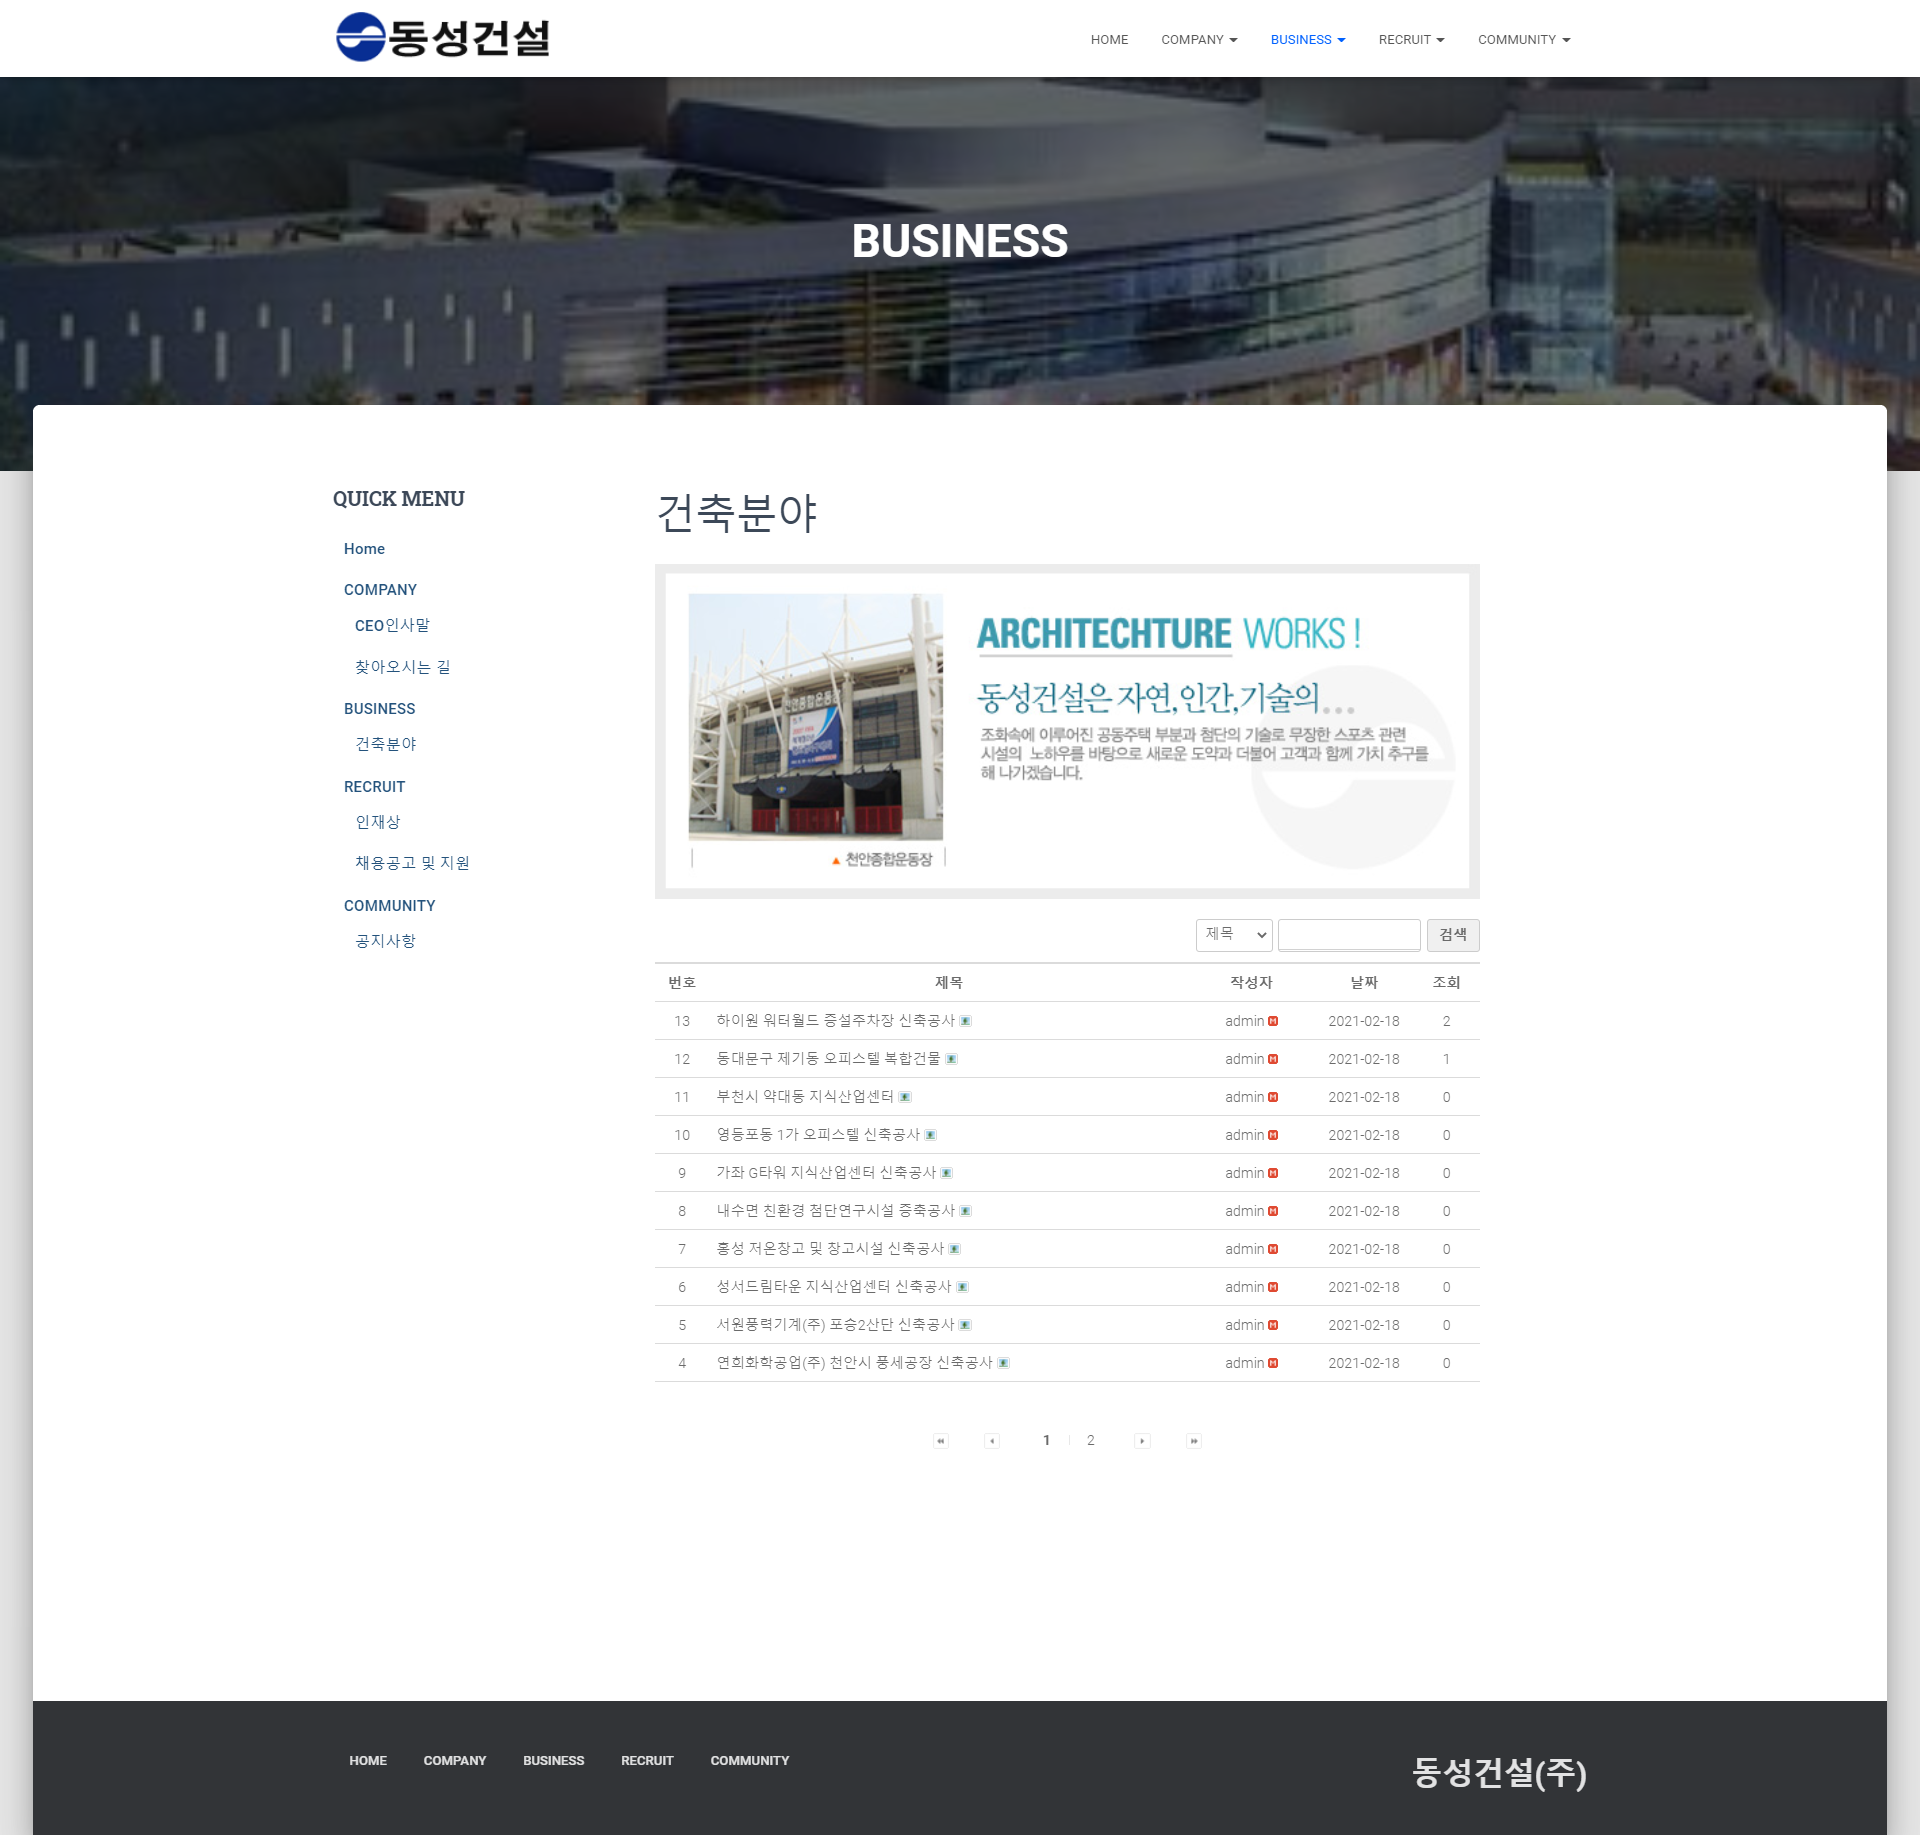 동성건설
HOME COMPANY BUSINESS RECRUIT COMMUNITY
BUSINESS
QUICK MENU
Home
COMPANY
CEO인사말
찾아오시는 길
BUSINESS
건축분야
RECRUIT
인재상
채용공고 및 지원
COMMUNITY
공지사항
건축분야
천안종합운동장
ARCHITECHTURE WORKS !
동성건설은 자연, 인간, 기술의...
조화속에 이루어진 공동주택 부분과 첨단의 기술로 무장한 스포츠 관련
시설의 노하우를 바탕으로 새로운 도약과 더불어 고객과 함께 가치 추구를
해 나가겠습니다.
▲ 천안종합운동장
제목 검색
번호 제목 작성자 날짜 조회
13 하이원 워터월드 증설주차장 신축공사 admin M 2021-02-18 2
12 동대문구 제기동 오피스텔 복합건물 admin M 2021-02-18 1
11 부천시 약대동 지식산업센터 admin M 2021-02-18 0
10 영등포동 1가 오피스텔 신축공사 admin M 2021-02-18 0
9 가좌 G타워 지식산업센터 신축공사 admin M 2021-02-18 0
8 내수면 친환경 첨단연구시설 증축공사 admin M 2021-02-18 0
7 홍성 저온창고 및 창고시설 신축공사 admin M 2021-02-18 0
6 성서드림타운 지식산업센터 신축공사 admin M 2021-02-18 0
5 서원풍력기계(주) 포승2산단 신축공사 admin M 2021-02-18 0
4 연희화학공업(주) 천안시 풍세공장 신축공사 admin M 2021-02-18 0
1 2
HOME COMPANY BUSINESS RECRUIT COMMUNITY
동성건설(주)